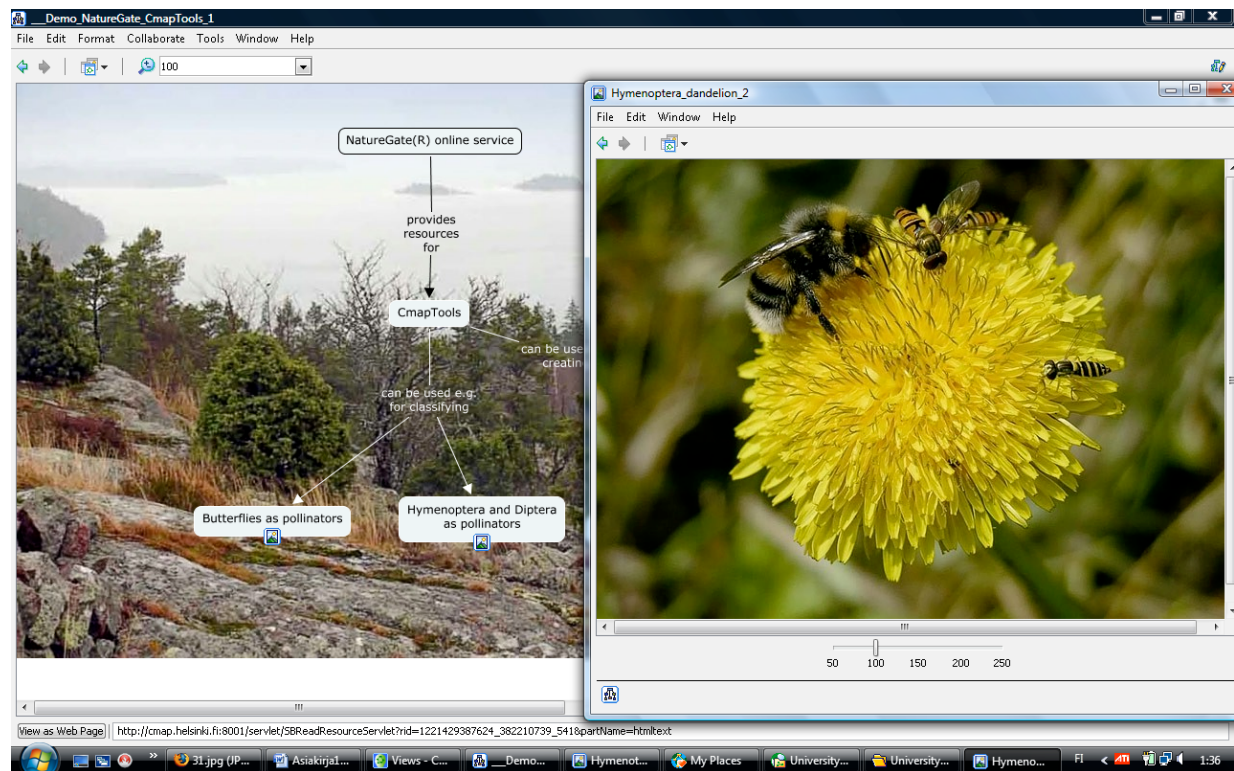 __Demo_NatureGate_CmapTools_1
File Edit Format Collaborate Tools Window Help
100
NatureGate(R) online service
provides
resources
for
CmapTools
can be use
creatin
can be used e.g.
for classifying
Butterflies as pollinators
Hymenoptera and Diptera
as pollinators
Hymenoptera_dandelion_2
File Edit Window Help
50 100 150 200 250
View as Web Page http://cmap.helsinki.fi:8001/servlet/SBReadResourceServlet?rid=1221429387624_382210739_541&partName=htmltext
31.jpg (JP... Asiakirja1... Views - C... __Demo... Hymenot... My Places University... University... Hymeno... FI ATI 1:36